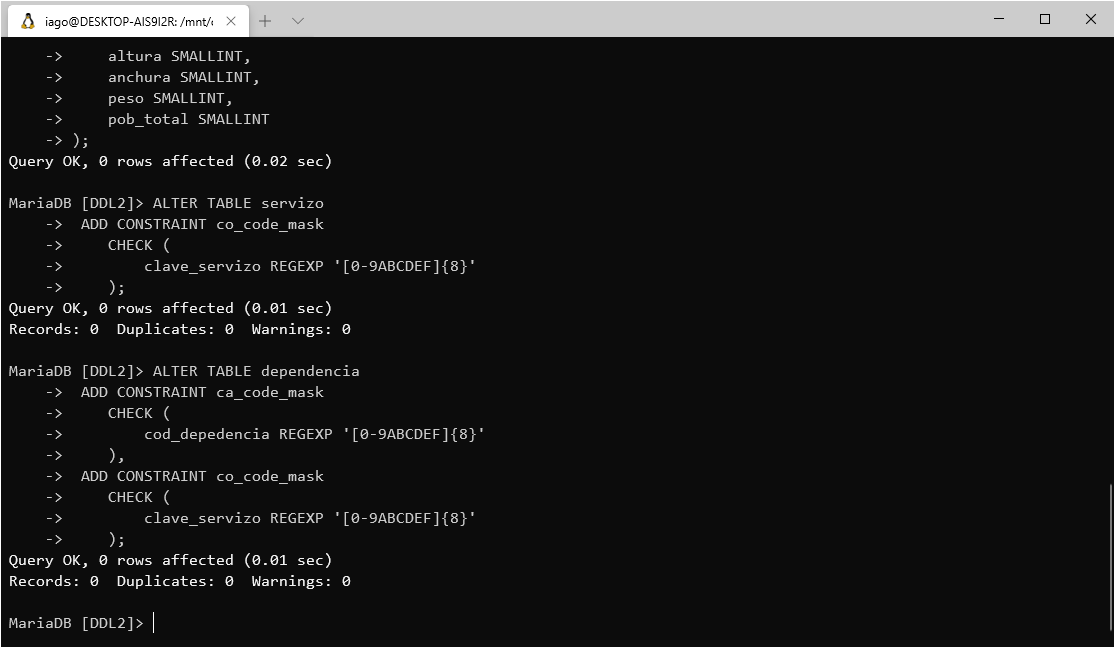 iago@DESKTOP-AIS9I2R: /mnt/c
-> altura SMALLINT,
-> anchura SMALLINT,
-> peso SMALLINT,
-> pob_total SMALLINT
-> );
Query OK, 0 rows affected (0.02 sec)
MariaDB [DDL2]> ALTER TABLE servizo
-> ADD CONSTRAINT co_code_mask
-> CHECK (
-> clave_servizo REGEXP '[0-9ABCDEF]{8}'
-> );
Query OK, 0 rows affected (0.01 sec)
Records: 0 Duplicates: 0 Warnings: 0
MariaDB [DDL2]> ALTER TABLE dependencia
-> ADD CONSTRAINT ca_code_mask
-> CHECK (
-> cod_depedencia REGEXP '[0-9ABCDEF]{8}'
-> ),
-> ADD CONSTRAINT co_code_mask
-> CHECK (
-> clave_servizo REGEXP '[0-9ABCDEF]{8}'
-> );
Query OK, 0 rows affected (0.01 sec)
Records: 0 Duplicates: 0 Warnings: 0
MariaDB [DDL2]>